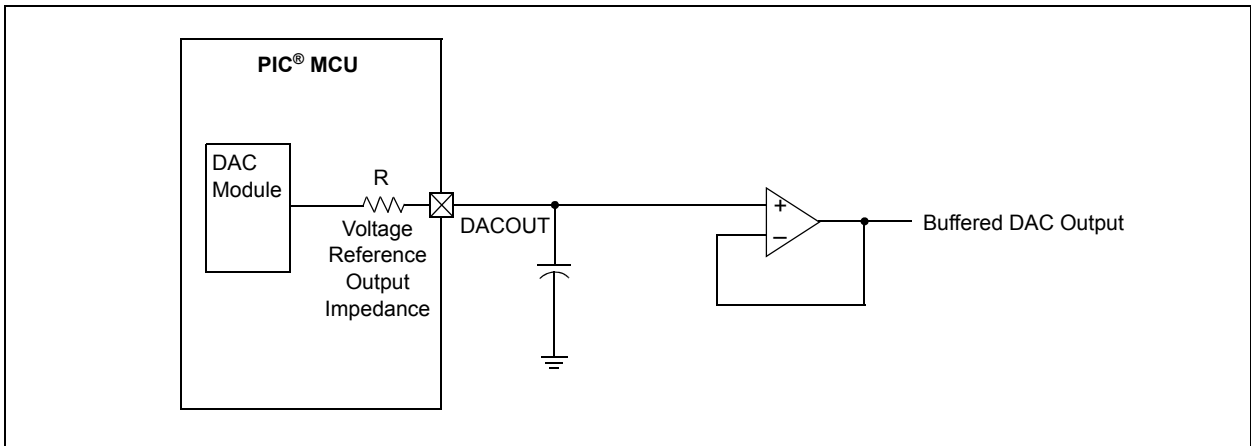 PIC® MCU
DAC
Module
R
Voltage
Reference
Output
Impedance
DACOUT
+
–
Buffered DAC Output